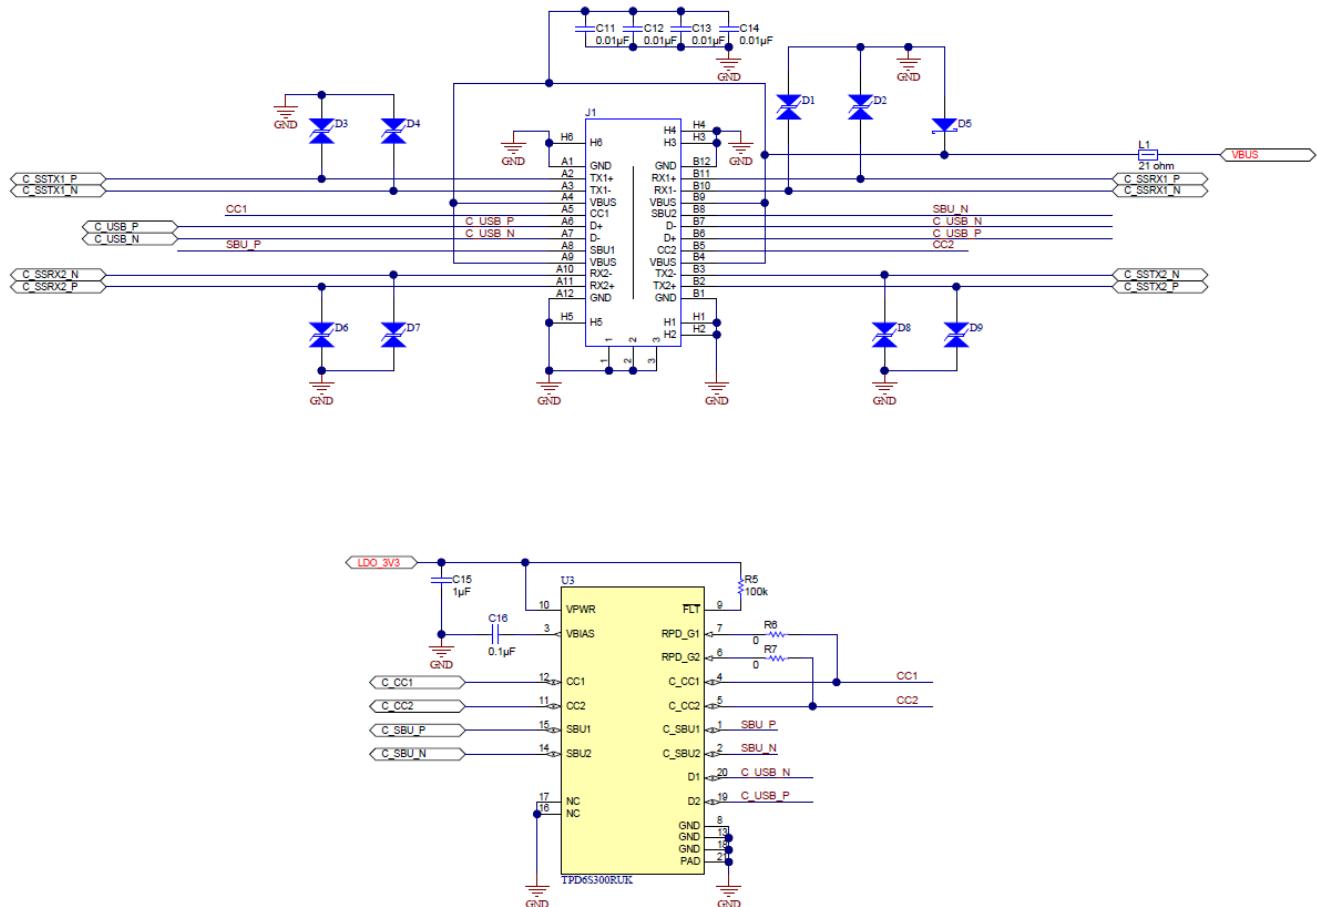 C11 C12 C13 C14
0.01µF 0.01µF 0.01µF 0.01µF
GND
GND
D1 D2 D5
GND
D3 D4
J1
L1
21 ohm
VBUS
GND
GND
H6 H6 H4 H4
H3 H3
A1 GND GND B12
C_SSTX1_P A2 TX1+ RX1+ B11 C_SSRX1_P
C_SSTX1_N A3 TX1- RX1- B10 C_SSRX1_N
A4 VBUS VBUS B9
CC1 A5 CC1 SBU2 B8 SBU_N
C_USB_P C_USB_P A6 D+ D- B7 C_USB_N
C_USB_N C_USB_N A7 D- D+ B6 C_USB_P
SBU_P A8 SBU1 CC2 B5 CC2
A9 VBUS VBUS B4
C_SSRX2_N A10 RX2- TX2- B3 C_SSTX2_N
C_SSRX2_P A11 RX2+ TX2+ B2 C_SSTX2_P
A12 GND GND B1
H5 H5 H1 H1
H2 H2
D6 D7 D8 D9
1 2 3
1 2 3
GND GND GND GND
LDO_3V3
C15
1µF
U3
R5
100k
10 VPWR FLT 9
C16
0.1µF
3 VBIAS RPD_G1 7 R6
0
GND
RPD_G2 6 R7
0
C_CC1 12 CC1 C_CC1 4 CC1
C_CC2 11 CC2 C_CC2 5 CC2
C_SBU_P 15 SBU1 C_SBU1 1 SBU_P
C_SBU_N 14 SBU2 C_SBU2 2 SBU_N
D1 20 C_USB_N
17 NC D2 19 C_USB_P
16 NC
GND 8
GND 13
GND 18
PAD 21
TPD6S300RUK
GND GND